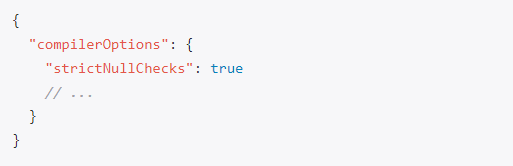 {
  "compilerOptions": {
    "strictNullChecks": true
    // ...
  }
}